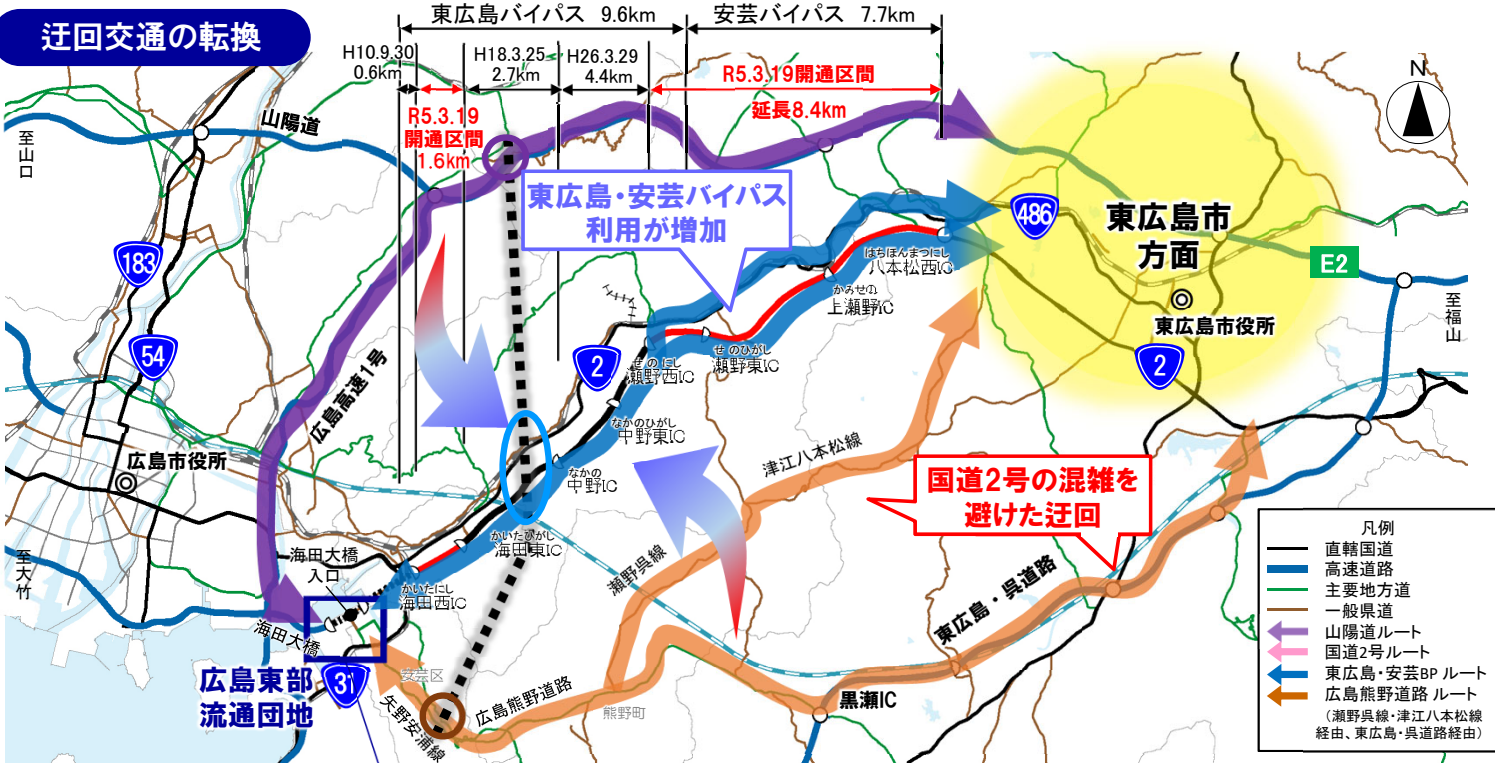 迂回交通の転換
東広島バイパス 9.6km
安芸バイパス 7.7km
H10.9.30
0.6km
H18.3.25
2.7km
H26.3.29
4.4km
R5.3.19開通区間
延長8.4km
R5.3.19
開通区間
1.6km
N
至山口
山陽道
東広島・安芸バイパス
利用が増加
486
東広島市
方面
E2
183
はちほんまつにし
八本松西IC
かみせの
上瀬野IC
東広島市役所
至福山
54
2
2
せのにし
瀬野西IC
せのひがし
瀬野東IC
広島高速1号
なかのひがし
中野東IC
広島市役所
なかの
中野IC
津江八本松線
国道2号の混雑を
避けた迂回
かいたひがし
海田東IC
海田大橋
入口
至大竹
かいたにし
海田西IC
瀬野呉線
東広島・呉道路
海田大橋
広島東部
流通団地
31
安芸区
矢野安浦線
広島熊野道路
熊野町
黒瀬IC
凡例
直轄国道
高速道路
主要地方道
一般県道
山陽道ルート
国道2号ルート
東広島・安芸BP ルート
広島熊野道路 ルート
（瀬野呉線・津江八本松線
経由、東広島・呉道路経由）